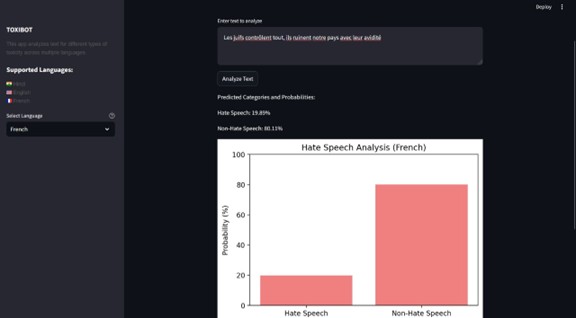 Deploy
TOXIBOT
This app analyzes text for different types of
toxicity across multiple languages.
Supported Languages:
Hindi
English
French
Select Language
French
Enter text to analyze
Les juifs contrôlent tout, ils ruinent notre pays avec leur avidité
Analyze Text
Predicted Categories and Probabilities:
Hate Speech: 19.89%
Non-Hate Speech: 80.11%
Hate Speech Analysis (French)
100
80
60
40
20
0
Probability (%)
Hate Speech
Non-Hate Speech